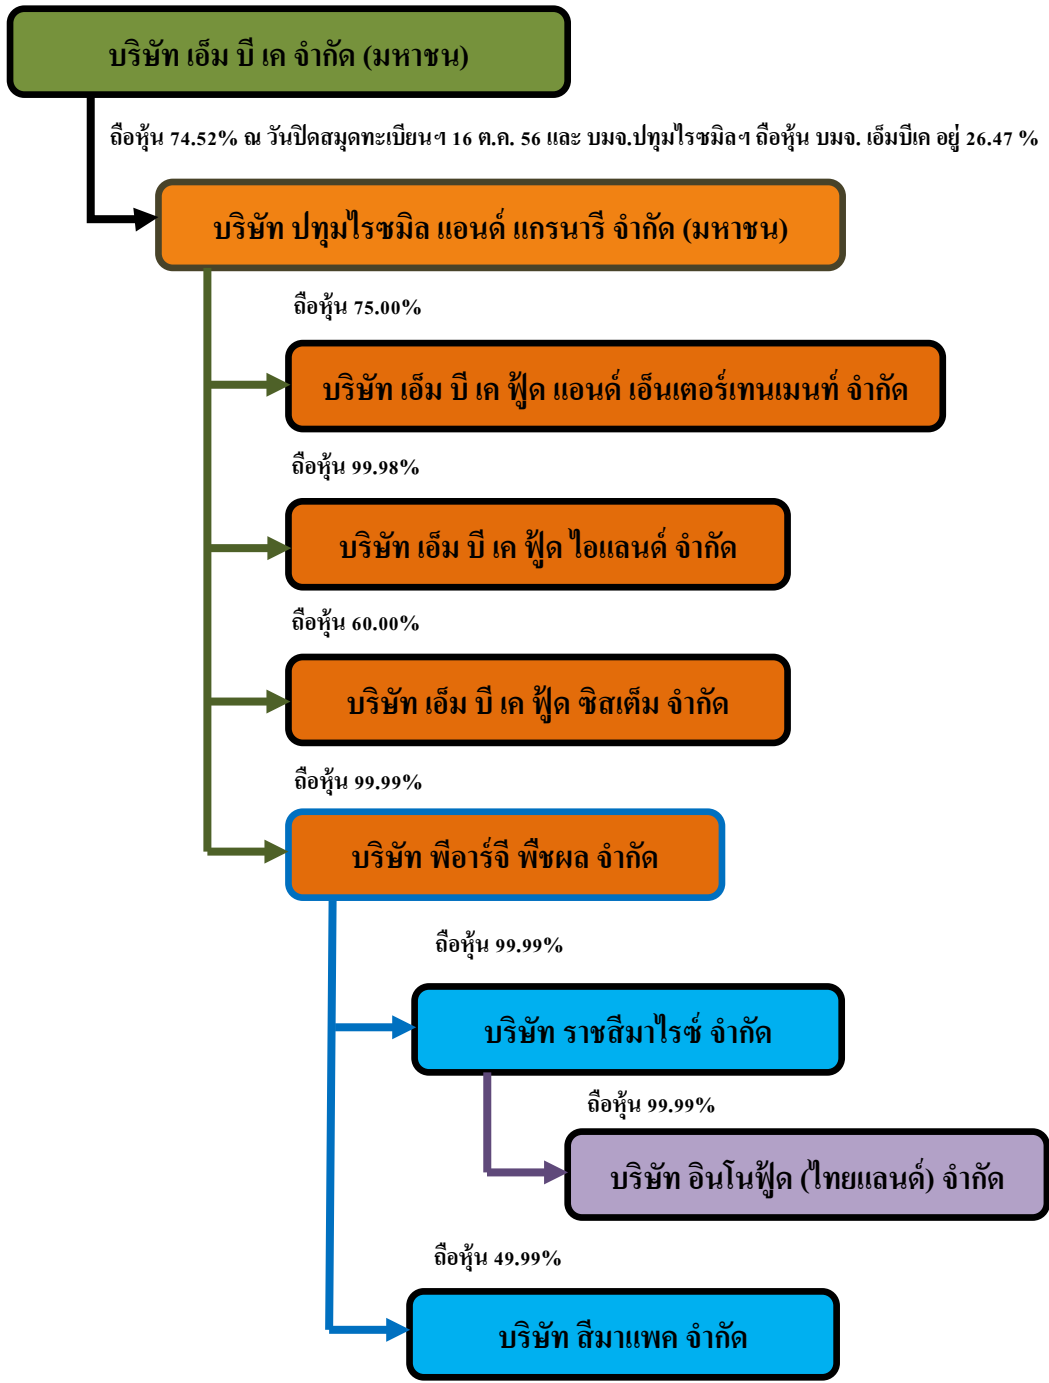 บริษัท เอ็ม บี เค จำกัด (มหาชน)
ถือหุ้น 74.52% ณ วันปิดสมุดทะเบียนฯ 16 ต.ค. 56 และ บมจ.ปทุมไรซมิลฯ ถือหุ้น บมจ. เอ็มบีเค อยู่ 26.47 %
บริษัท ปทุมไรซมิล แอนด์ แกรนารี จำกัด (มหาชน)
ถือหุ้น 75.00%
บริษัท เอ็ม บี เค ฟู้ด แอนด์ เอ็นเตอร์เทนเมนท์ จำกัด
ถือหุ้น 99.98%
บริษัท เอ็ม บี เค ฟู้ด ไอแลนด์ จำกัด
ถือหุ้น 60.00%
บริษัท เอ็ม บี เค ฟู้ด ซิสเต็ม จำกัด
ถือหุ้น 99.99%
บริษัท พีอาร์จี พืชผล จำกัด
ถือหุ้น 99.99%
บริษัท ราชสีมาไรซ์ จำกัด
ถือหุ้น 99.99%
บริษัท อินโนฟู้ด (ไทยแลนด์) จำกัด
ถือหุ้น 49.99%
บริษัท สีมาแพค จำกัด